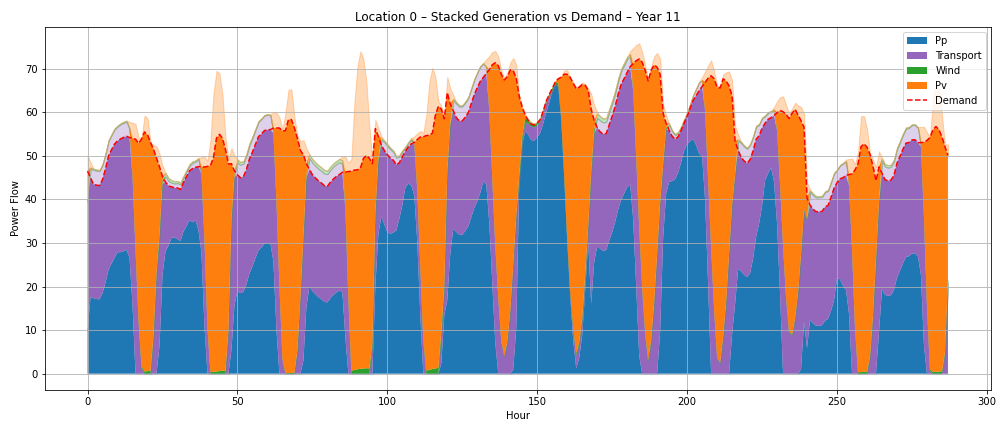 Location 0 – Stacked Generation vs Demand – Year 11
Pp
Transport
Wind
Pv
Demand
Power Flow
70
60
50
40
30
20
10
0
0
50
100
150
200
250
300
Hour